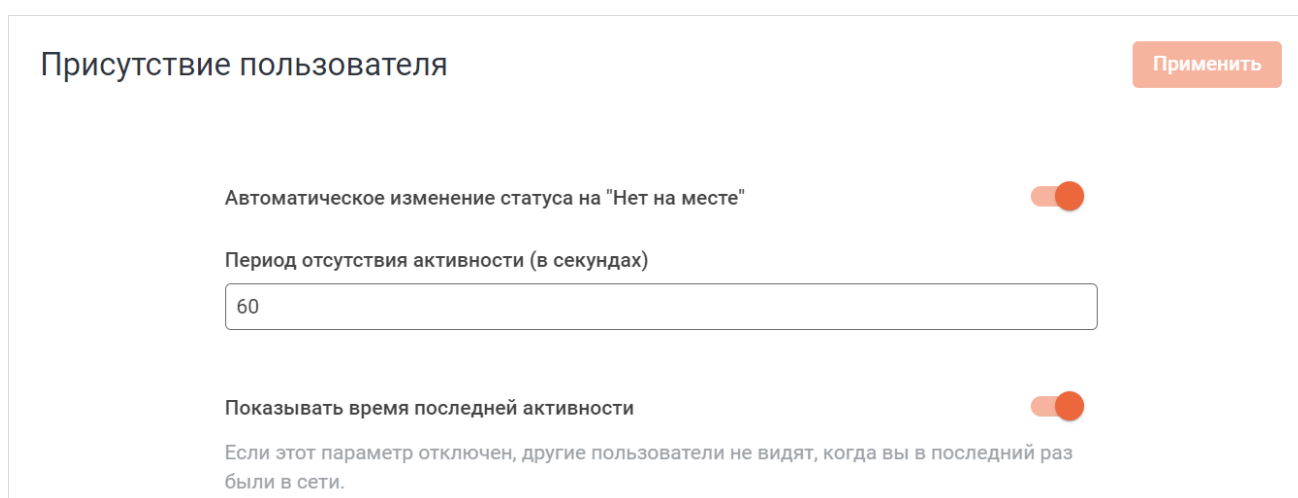 Присутствие пользователя
Применить
Автоматическое изменение статуса на "Нет на месте"
Период отсутствия активности (в секундах)
60
Показывать время последней активности
Если этот параметр отключен, другие пользователи не видят, когда вы в последний раз
были в сети.